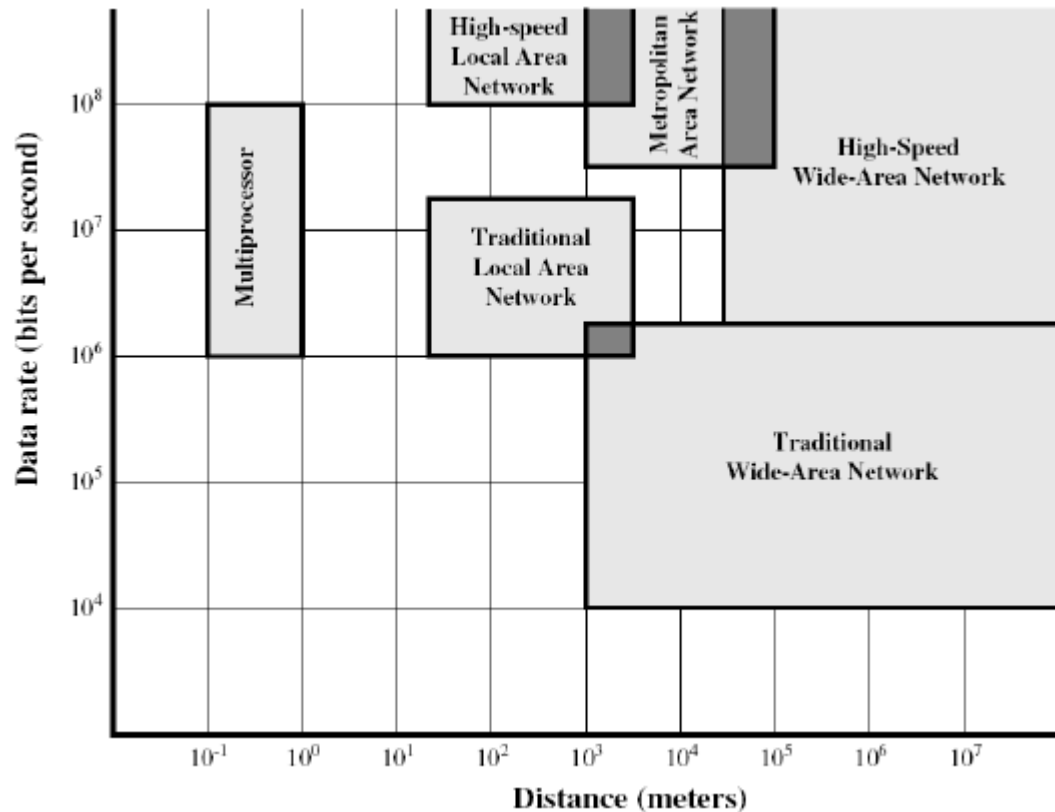 High-speed
Local Area
Network
Metropolitan
Area Network
10⁸
Multiprocessor
High-Speed
Wide-Area Network
10⁷
Traditional
Local Area
Network
10⁶
Traditional
Wide-Area Network
10⁵
10⁴
Data rate (bits per second)
10⁻¹ 10⁰ 10¹ 10² 10³ 10⁴ 10⁵ 10⁶ 10⁷
Distance (meters)